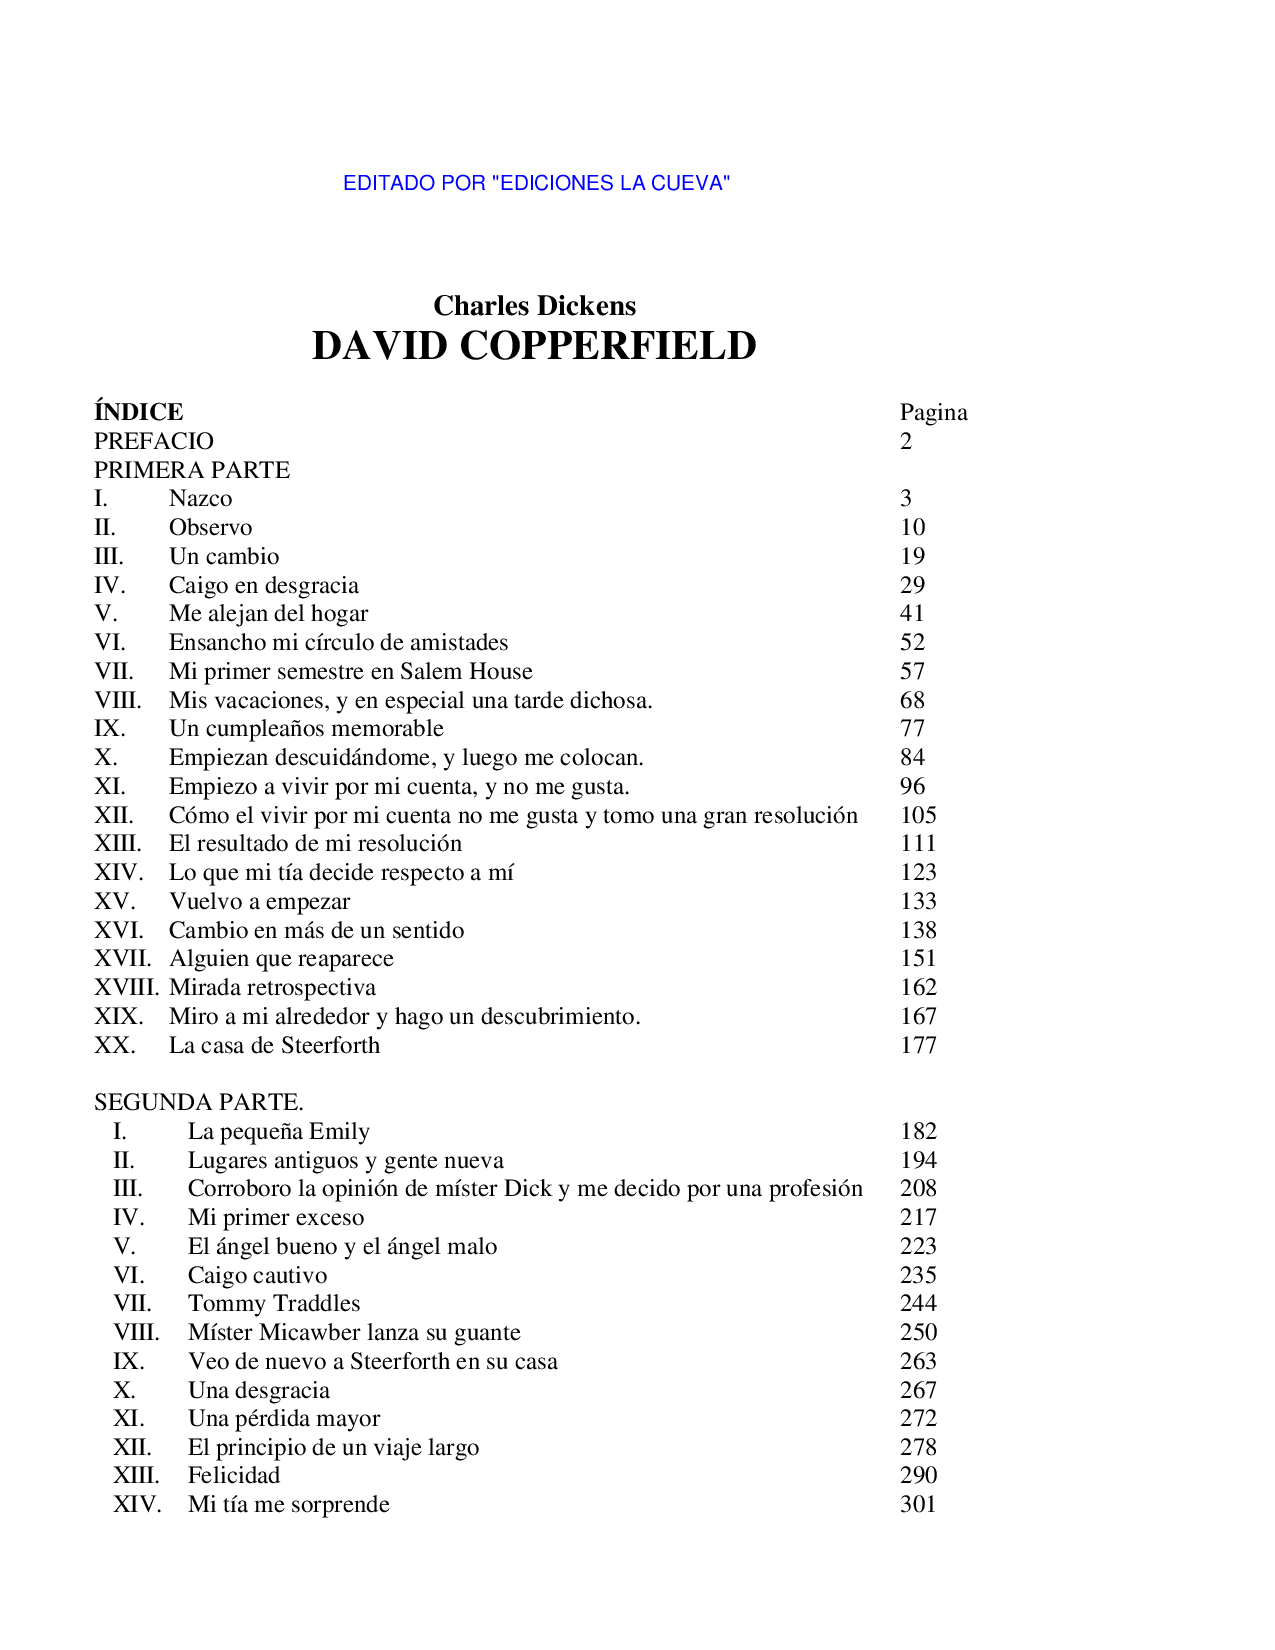 EDITADO POR "EDICIONES LA CUEVA"
Charles Dickens
DAVID COPPERFIELD
ÍNDICE Pagina
PREFACIO 2
PRIMERA PARTE
I. Nazco 3
II. Observo 10
III. Un cambio 19
IV. Caigo en desgracia 29
V. Me alejan del hogar 41
VI. Ensancho mi círculo de amistades 52
VII. Mi primer semestre en Salem House 57
VIII. Mis vacaciones, y en especial una tarde dichosa. 68
IX. Un cumpleaños memorable 77
X. Empiezan descuidándome, y luego me colocan. 84
XI. Empiezo a vivir por mi cuenta, y no me gusta. 96
XII. Cómo el vivir por mi cuenta no me gusta y tomo una gran resolución 105
XIII. El resultado de mi resolución 111
XIV. Lo que mi tía decide respecto a mí 123
XV. Vuelvo a empezar 133
XVI. Cambio en más de un sentido 138
XVII. Alguien que reaparece 151
XVIII. Mirada retrospectiva 162
XIX. Miro a mi alrededor y hago un descubrimiento. 167
XX. La casa de Steerforth 177
SEGUNDA PARTE.
I. La pequeña Emily 182
II. Lugares antiguos y gente nueva 194
III. Corroboro la opinión de míster Dick y me decido por una profesión 208
IV. Mi primer exceso 217
V. El ángel bueno y el ángel malo 223
VI. Caigo cautivo 235
VII. Tommy Traddles 244
VIII. Míster Micawber lanza su guante 250
IX. Veo de nuevo a Steerforth en su casa 263
X. Una desgracia 267
XI. Una pérdida mayor 272
XII. El principio de un viaje largo 278
XIII. Felicidad 290
XIV. Mi tía me sorprende 301